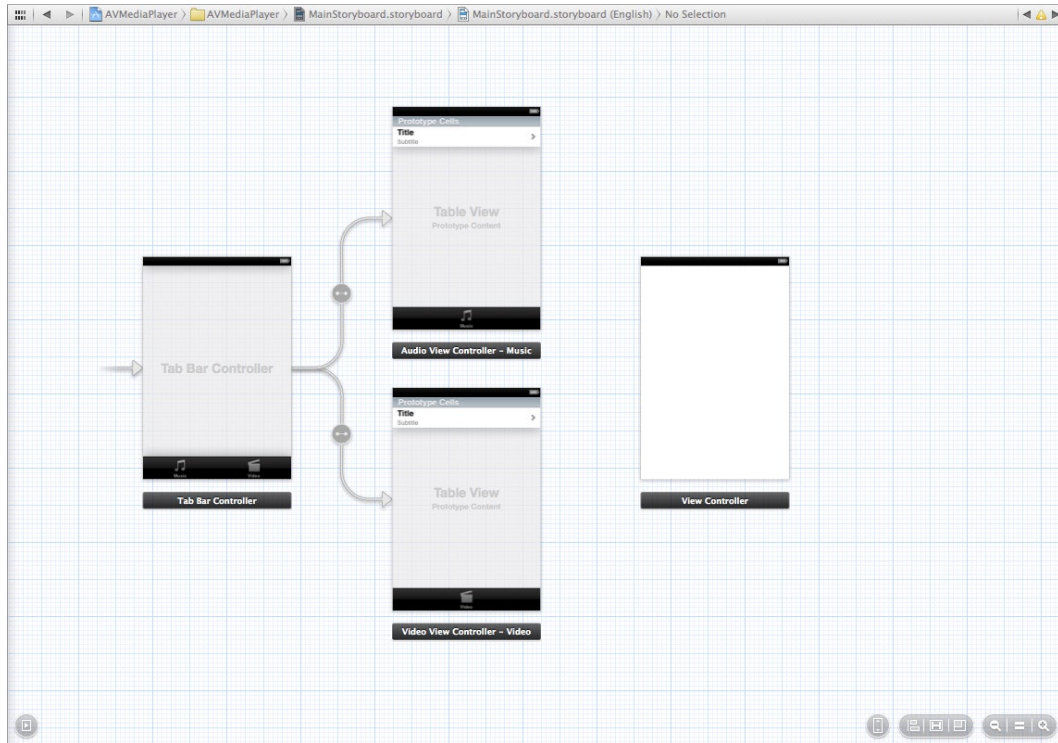 AVMediaPlayer AVMediaPlayer MainStoryboard.storyboard MainStoryboard.storyboard (English) No Selection
Prototype Cells
Title
Subtitle
Table View
Prototype Content
Music
Audio View Controller – Music
Tab Bar Controller
Music Video
Tab Bar Controller
Prototype Cells
Title
Subtitle
Table View
Prototype Content
Video
Video View Controller – Video
View Controller